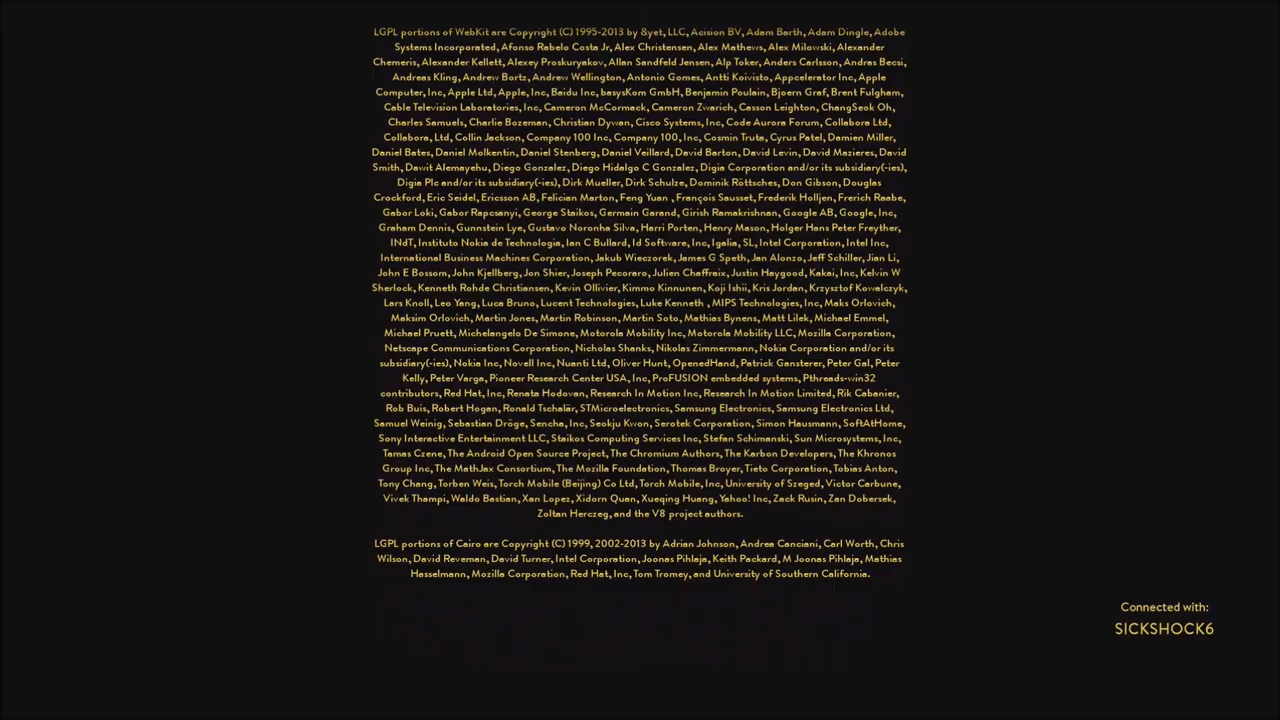 LGPL portions of WebKit are Copyright (C) 1995-2013 by &yet, LLC, Acision BV, Adam Barth, Adam Dingle, Adobe
Systems Incorporated, Afonso Rabelo Costa Jr, Alex Christensen, Alex Mathews, Alex Milowski, Alexander
Chemeris, Alexander Kellett, Alexey Proskuryakov, Allan Sandfeld Jensen, Alp Toker, Anders Carlsson, Andras Becsi,
Andreas Kling, Andrew Bortz, Andrew Wellington, Antonio Gomes, Antti Koivisto, Appcelerator Inc, Apple
Computer, Inc, Apple Ltd, Apple, Inc, Baidu Inc, basysKom GmbH, Benjamin Poulain, Bjoern Graf, Brent Fulgham,
Cable Television Laboratories, Inc, Cameron McCormack, Cameron Zwarich, Casson Leighton, ChangSeok Oh,
Charles Samuels, Charlie Bozeman, Christian Dywan, Cisco Systems, Inc, Code Aurora Forum, Collabora Ltd,
Collabora, Ltd, Collin Jackson, Company 100 Inc, Company 100, Inc, Cosmin Truta, Cyrus Patel, Damien Miller,
Daniel Bates, Daniel Molkentin, Daniel Stenberg, Daniel Veillard, David Barton, David Levin, David Mazieres, David
Smith, Dawit Alemayehu, Diego Gonzalez, Diego Hidalgo C Gonzalez, Digia Corporation and/or its subsidiary(-ies),
Digia Plc and/or its subsidiary(-ies), Dirk Mueller, Dirk Schulze, Dominik Röttsches, Don Gibson, Douglas
Crockford, Eric Seidel, Ericsson AB, Felician Marton, Feng Yuan , François Sausset, Frederik Holljen, Frerich Raabe,
Gabor Loki, Gabor Rapcsanyi, George Staikos, Germain Garand, Girish Ramakrishnan, Google AB, Google, Inc,
Graham Dennis, Gunnstein Lye, Gustavo Noronha Silva, Harri Porten, Henry Mason, Holger Hans Peter Freyther,
INdT, Instituto Nokia de Technologia, Ian C Bullard, Id Software, Inc, Igalia, SL, Intel Corporation, Intel Inc,
International Business Machines Corporation, Jakub Wieczorek, James G Speth, Jan Alonzo, Jeff Schiller, Jian Li,
John E Bossom, John Kjellberg, Jon Shier, Joseph Pecoraro, Julien Chaffraix, Justin Haygood, Kakai, Inc, Kelvin W
Sherlock, Kenneth Rohde Christiansen, Kevin Ollivier, Kimmo Kinnunen, Koji Ishii, Kris Jordan, Krzysztof Kowalczyk,
Lars Knoll, Leo Yang, Luca Bruno, Lucent Technologies, Luke Kenneth , MIPS Technologies, Inc, Maks Orlovich,
Maksim Orlovich, Martin Jones, Martin Robinson, Martin Soto, Mathias Bynens, Matt Lilek, Michael Emmel,
Michael Pruett, Michelangelo De Simone, Motorola Mobility Inc, Motorola Mobility LLC, Mozilla Corporation,
Netscape Communications Corporation, Nicholas Shanks, Nikolas Zimmermann, Nokia Corporation and/or its
subsidiary(-ies), Nokia Inc, Novell Inc, Nuanti Ltd, Oliver Hunt, OpenedHand, Patrick Gansterer, Peter Gal, Peter
Kelly, Peter Varga, Pioneer Research Center USA, Inc, ProFUSION embedded systems, Pthreads-win32
contributors, Red Hat, Inc, Renata Hodovan, Research In Motion Inc, Research In Motion Limited, Rik Cabanier,
Rob Buis, Robert Hogan, Ronald Tschalär, STMicroelectronics, Samsung Electronics, Samsung Electronics Ltd,
Samuel Weinig, Sebastian Dröge, Sencha, Inc, Seokju Kwon, Serotek Corporation, Simon Hausmann, SoftAtHome,
Sony Interactive Entertainment LLC, Staikos Computing Services Inc, Stefan Schimanski, Sun Microsystems, Inc,
Tamas Czene, The Android Open Source Project, The Chromium Authors, The Karbon Developers, The Khronos
Group Inc, The MathJax Consortium, The Mozilla Foundation, Thomas Broyer, Tieto Corporation, Tobias Anton,
Tony Chang, Torben Weis, Torch Mobile (Beijing) Co Ltd, Torch Mobile, Inc, University of Szeged, Victor Carbune,
Vivek Thampi, Waldo Bastian, Xan Lopez, Xidorn Quan, Xueqing Huang, Yahoo! Inc, Zack Rusin, Zan Dobersek,
Zoltan Herczeg, and the V8 project authors.
LGPL portions of Cairo are Copyright (C) 1999, 2002-2013 by Adrian Johnson, Andrea Canciani, Carl Worth, Chris
Wilson, David Reveman, David Turner, Intel Corporation, Joonas Pihlaja, Keith Packard, M Joonas Pihlaja, Mathias
Hasselmann, Mozilla Corporation, Red Hat, Inc, Tom Tromey, and University of Southern California.
Connected with:
SICKSHOCK6